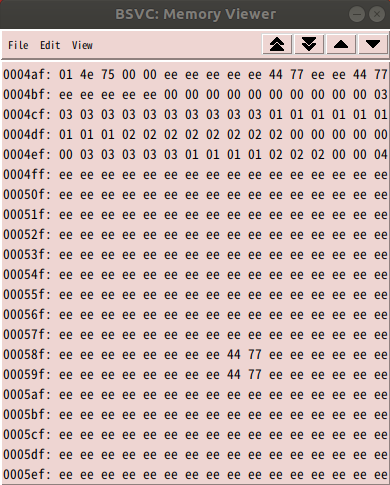 BSVC: Memory Viewer
File Edit View
0004af: 01 4e 75 00 00 ee ee ee ee ee 44 77 ee ee 44 77
0004bf: ee ee ee ee ee 00 00 00 00 00 00 00 00 00 00 03
0004cf: 03 03 03 03 03 03 03 03 03 03 01 01 01 01 01 01
0004df: 01 01 01 02 02 02 02 02 02 02 02 00 00 00 00 00
0004ef: 00 03 03 03 03 03 01 01 01 01 02 02 02 00 00 04
0004ff: ee ee ee ee ee ee ee ee ee ee ee ee ee ee ee ee
00050f: ee ee ee ee ee ee ee ee ee ee ee ee ee ee ee ee
00051f: ee ee ee ee ee ee ee ee ee ee ee ee ee ee ee ee
00052f: ee ee ee ee ee ee ee ee ee ee ee ee ee ee ee ee
00053f: ee ee ee ee ee ee ee ee ee ee ee ee ee ee ee ee
00054f: ee ee ee ee ee ee ee ee ee ee ee ee ee ee ee ee
00055f: ee ee ee ee ee ee ee ee ee ee ee ee ee ee ee ee
00056f: ee ee ee ee ee ee ee ee ee ee ee ee ee ee ee ee
00057f: ee ee ee ee ee ee ee ee ee ee ee ee ee ee ee ee
00058f: ee ee ee ee ee ee ee ee 44 77 ee ee ee ee ee ee
00059f: ee ee ee ee ee ee ee ee 44 77 ee ee ee ee ee ee
0005af: ee ee ee ee ee ee ee ee ee ee ee ee ee ee ee ee
0005bf: ee ee ee ee ee ee ee ee ee ee ee ee ee ee ee ee
0005cf: ee ee ee ee ee ee ee ee ee ee ee ee ee ee ee ee
0005df: ee ee ee ee ee ee ee ee ee ee ee ee ee ee ee ee
0005ef: ee ee ee ee ee ee ee ee ee ee ee ee ee ee ee ee